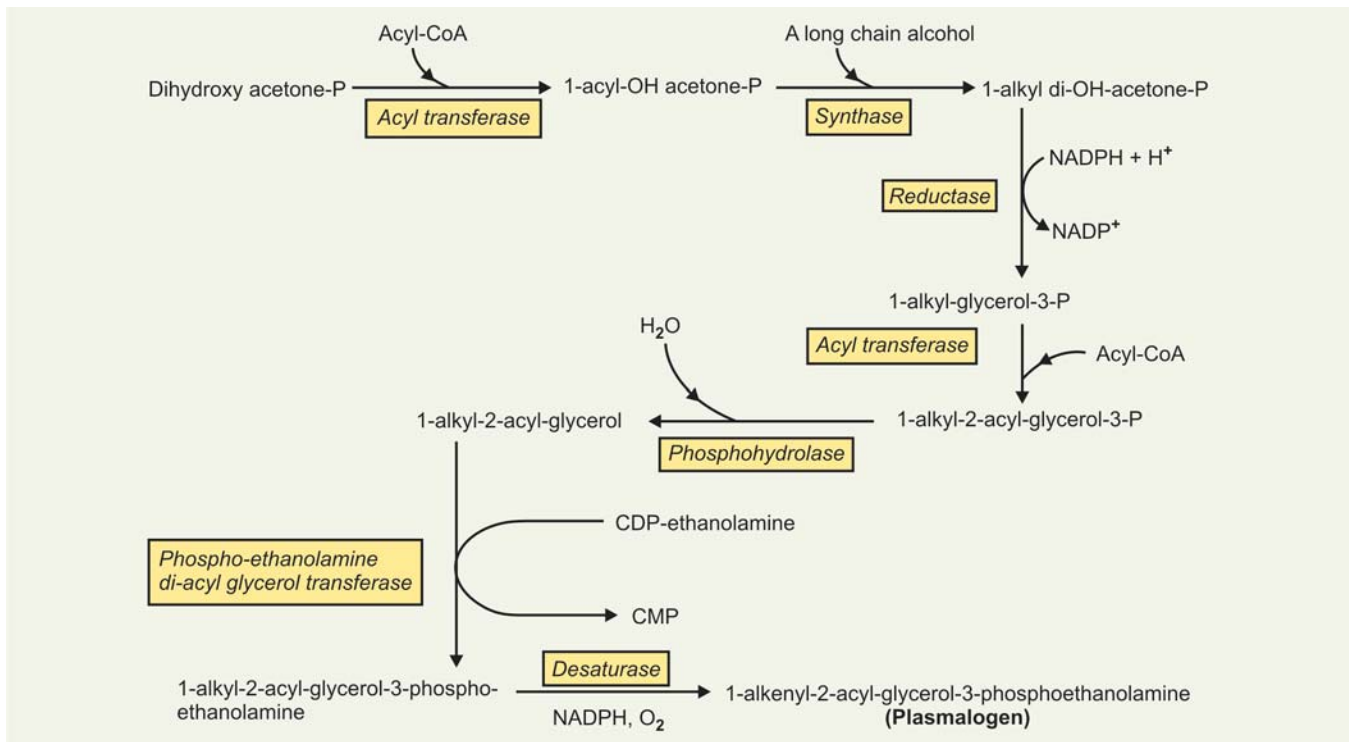 Acyl-CoA
A long chain alcohol
Dihydroxy acetone-P
1-acyl-OH acetone-P
1-alkyl di-OH-acetone-P
Acyl transferase
Synthase
NADPH + H⁺
Reductase
NADP⁺
1-alkyl-glycerol-3-P
H₂O
Acyl transferase
Acyl-CoA
1-alkyl-2-acyl-glycerol
1-alkyl-2-acyl-glycerol-3-P
Phosphohydrolase
CDP-ethanolamine
Phospho-ethanolamine
di-acyl glycerol transferase
CMP
Desaturase
1-alkyl-2-acyl-glycerol-3-phospho-
ethanolamine
NADPH, O₂
1-alkenyl-2-acyl-glycerol-3-phosphoethanolamine
(Plasmalogen)